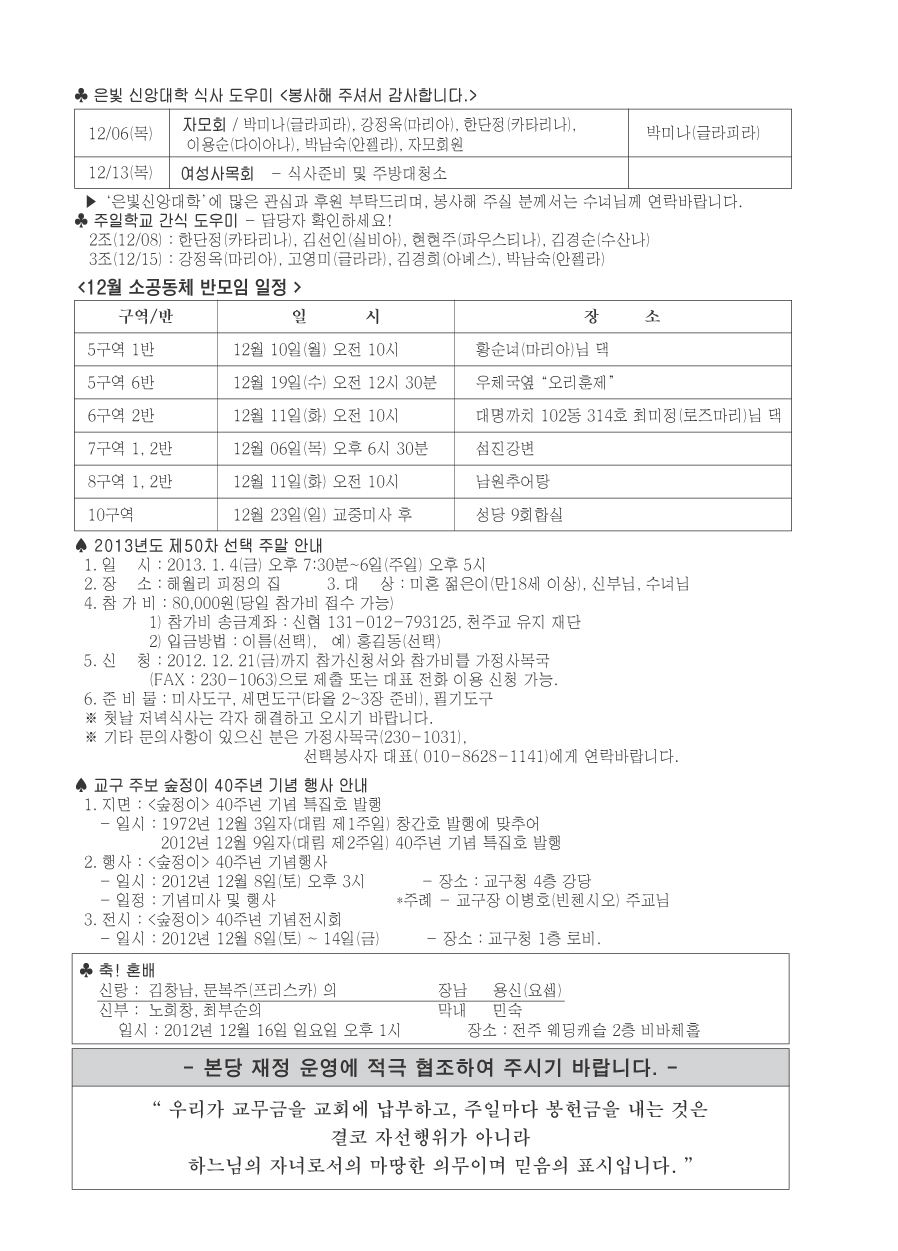 ♣ 은빛 신앙대학 식사 도우미 <봉사해 주셔서 감사합니다.>
12/06(목) 자모회 / 박미나(글라피라), 강정옥(마리아), 한단정(카타리나), 박미나(글라피라)
이용순(다이아나), 박남숙(안젤라), 자모회원
12/13(목) 여성사목회 - 식사준비 및 주방대청소
▶ '은빛신앙대학'에 많은 관심과 후원 부탁드리며, 봉사해 주실 분께서는 수녀님께 연락바랍니다.
♣ 주일학교 간식 도우미 - 담당자 확인하세요!
2조(12/08) : 한단정(카타리나), 김선인(실비아), 현현주(파우스티나), 김경순(수산나)
3조(12/15) : 강정옥(마리아), 고영미(글라라), 김경희(아녜스), 박남숙(안젤라)
<12월 소공동체 반모임 일정 >
구역/반 일 시 장 소
5구역 1반 12월 10일(월) 오전 10시 황순녀(마리아)님 댁
5구역 6반 12월 19일(수) 오전 12시 30분 우체국옆 “오리훈제”
6구역 2반 12월 11일(화) 오전 10시 대명까치 102동 314호 최미정(로즈마리)님 댁
7구역 1, 2반 12월 06일(목) 오후 6시 30분 섬진강변
8구역 1, 2반 12월 11일(화) 오전 10시 남원추어탕
10구역 12월 23일(일) 교중미사 후 성당 9회합실
♠ 2013년도 제50차 선택 주말 안내
1. 일 시 : 2013. 1. 4(금) 오후 7:30분~6일(주일) 오후 5시
2. 장 소 : 해월리 피정의 집 3. 대 상 : 미혼 젊은이(만18세 이상), 신부님, 수녀님
4. 참 가 비 : 80,000원(당일 참가비 접수 가능)
1) 참가비 송금계좌 : 신협 131-012-793125, 천주교 유지 재단
2) 입금방법 : 이름(선택), 예) 홍길동(선택)
5. 신 청 : 2012. 12. 21(금)까지 참가신청서와 참가비를 가정사목국
(FAX : 230-1063)으로 제출 또는 대표 전화 이용 신청 가능.
6. 준 비 물 : 미사도구, 세면도구(타올 2~3장 준비), 필기도구
※ 첫날 저녁식사는 각자 해결하고 오시기 바랍니다.
※ 기타 문의사항이 있으신 분은 가정사목국(230-1031),
선택봉사자 대표( 010-8628-1141)에게 연락바랍니다.
♠ 교구 주보 숲정이 40주년 기념 행사 안내
1. 지면 : <숲정이> 40주년 기념 특집호 발행
- 일시 : 1972년 12월 3일자(대림 제1주일) 창간호 발행에 맞추어
2012년 12월 9일자(대림 제2주일) 40주년 기념 특집호 발행
2. 행사 : <숲정이> 40주년 기념행사
- 일시 : 2012년 12월 8일(토) 오후 3시 - 장소 : 교구청 4층 강당
- 일정 : 기념미사 및 행사 *주례 - 교구장 이병호(빈첸시오) 주교님
3. 전시 : <숲정이> 40주년 기념전시회
- 일시 : 2012년 12월 8일(토) ~ 14일(금) - 장소 : 교구청 1층 로비.
♣ 축! 혼배
신랑 : 김창남, 문복주(프리스카) 의 장남 용신(요셉)
신부 : 노희창, 최부순의 막내 민숙
일시 : 2012년 12월 16일 일요일 오후 1시 장소 : 전주 웨딩캐슬 2층 비바체홀
- 본당 재정 운영에 적극 협조하여 주시기 바랍니다. -
“ 우리가 교무금을 교회에 납부하고, 주일마다 봉헌금을 내는 것은
결코 자선행위가 아니라
하느님의 자녀로서의 마땅한 의무이며 믿음의 표시입니다. ”